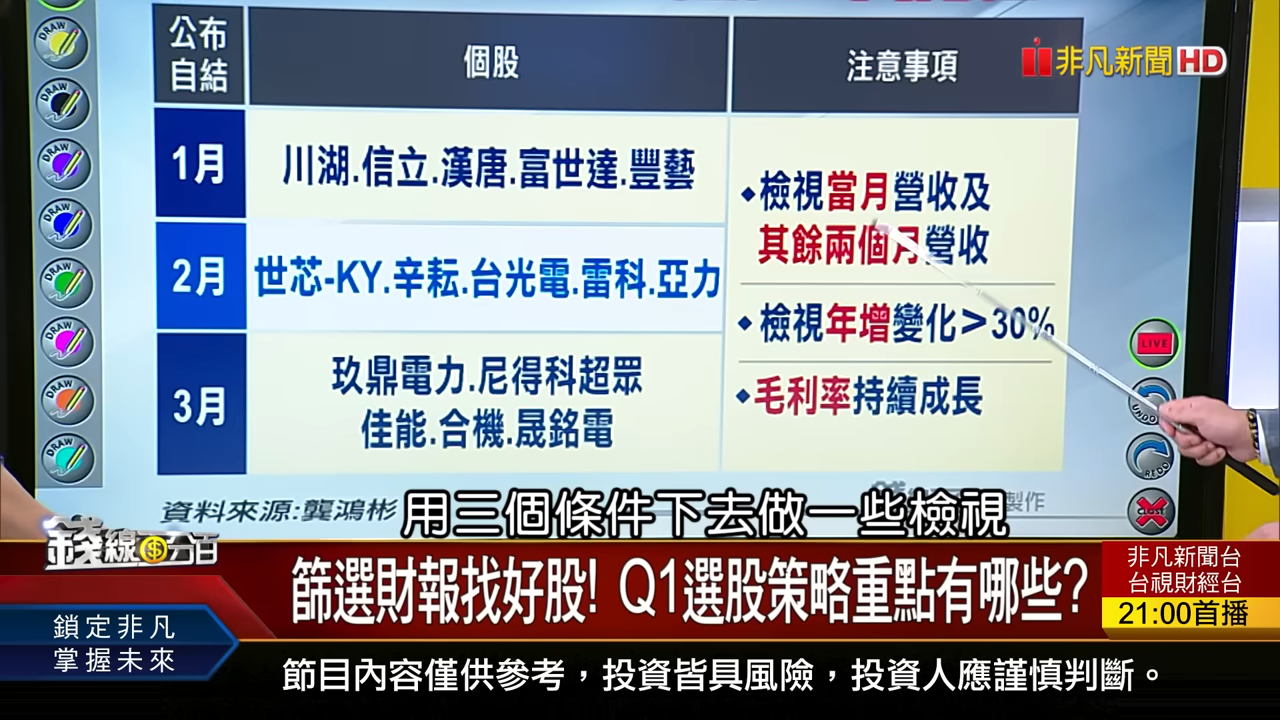 DRAW
DRAW
DRAW
DRAW
DRAW
DRAW
DRAW
DRAW
公布
自結
個股
注意事項
非凡新聞HD
1月
川湖.信立.漢唐.富世達.豐藝
2月
世芯-KY.辛耘.台光電.雷科.亞力
3月
玖鼎電力.尼得科超眾
佳能.合機.晟銘電
◆檢視當月營收及
其餘兩個月營收
◆檢視年增變化>30%
◆毛利率持續成長
LIVE
UNDO
REDO
CLOSE
資料來源:龔鴻彬
製作
用三個條件下去做一些檢視
錢線百分百
篩選財報找好股! Q1選股策略重點有哪些?
非凡新聞台
台視財經台
21:00首播
鎖定非凡
掌握未來
節目內容僅供參考，投資皆具風險，投資人應謹慎判斷。